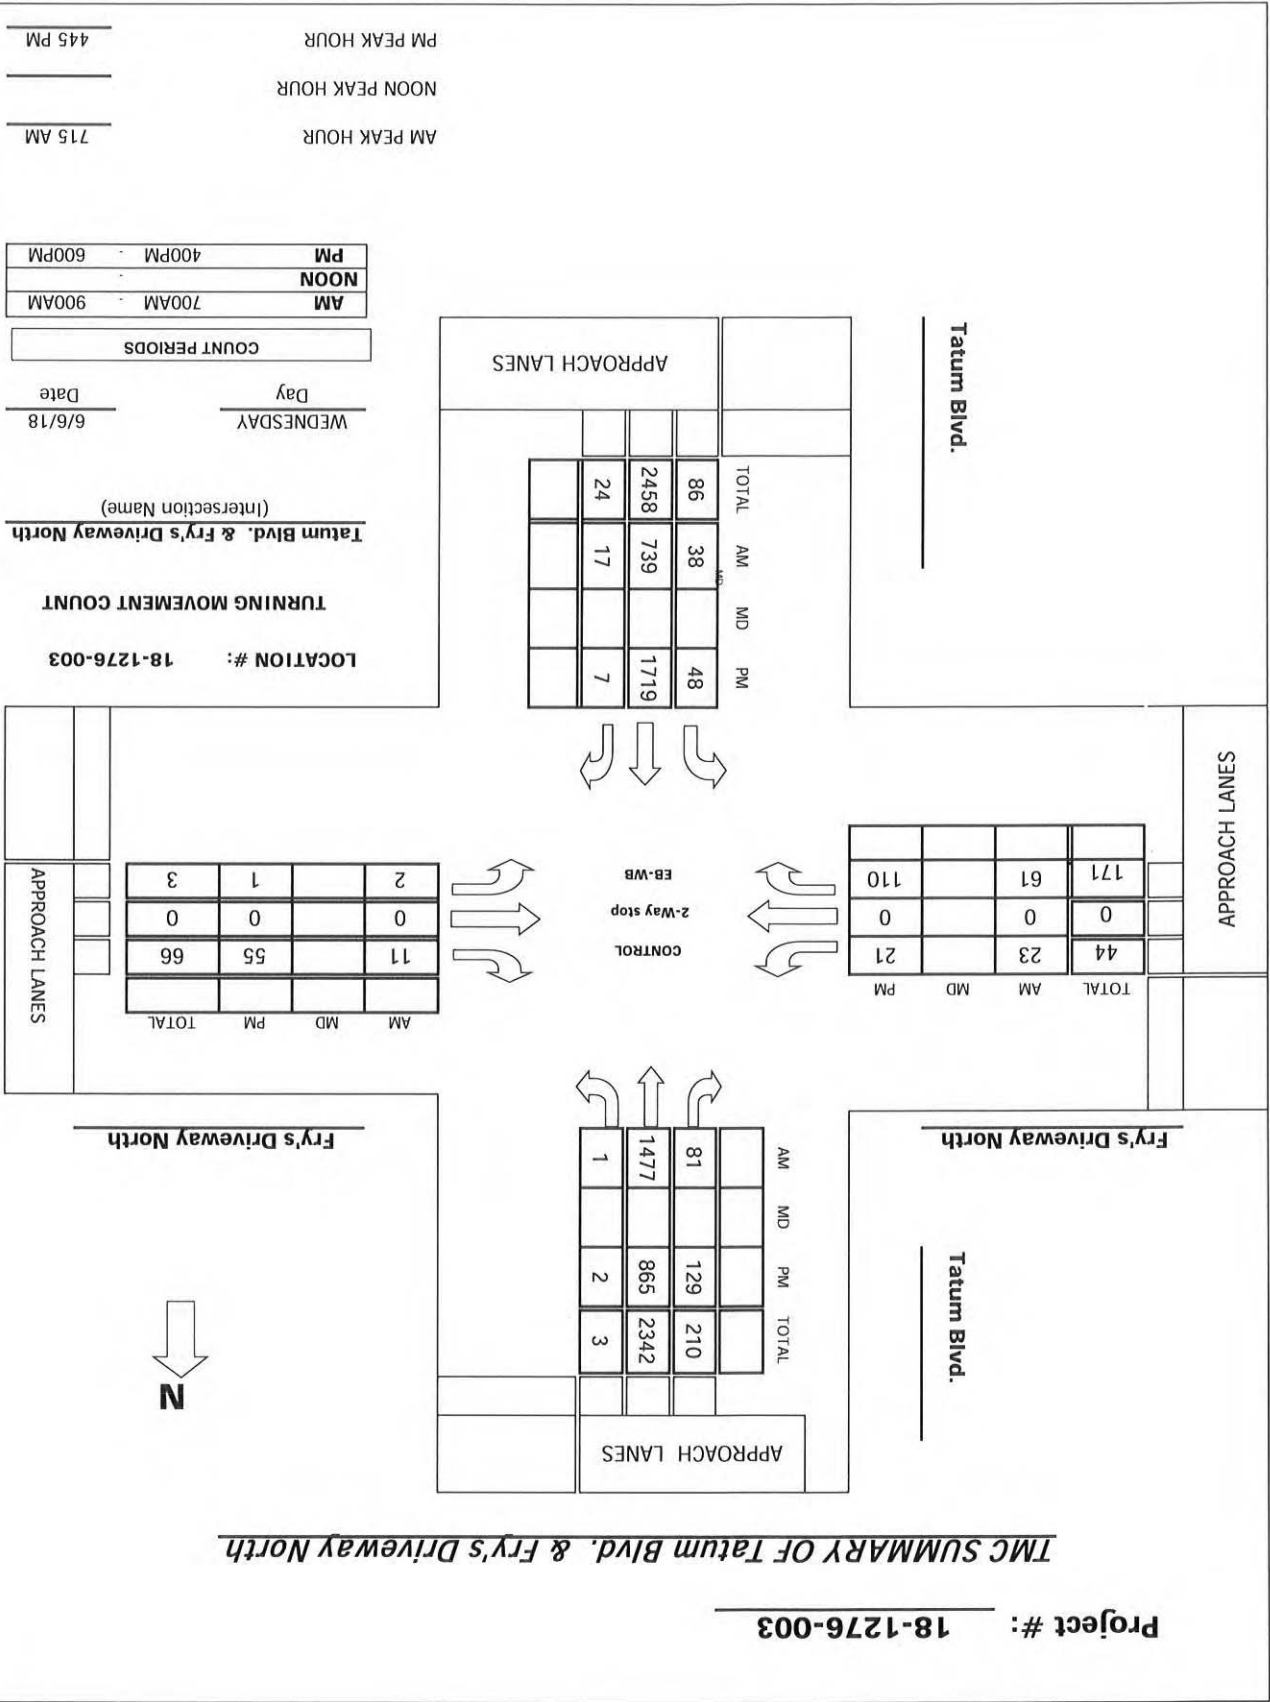 Project #: 18-1276-003
TMC SUMMARY OF Tatum Blvd. & Fry's Driveway North
APPROACH LANES
N
Tatum Blvd.
TOTAL 210 2342 3
PM 129 865 2
MD
AM 81 1477 1
Fry's Driveway North
Fry's Driveway North
APPROACH LANES
TOTAL AM MD PM
44 23 21
0 0 0
171 61 110
CONTROL
2-Way stop
EB-WB
AM MD PM TOTAL
11 55 66
0 0 0
2 1 3
APPROACH LANES
PM 48 1719 7
MD
MD
AM 38 739 17
TOTAL 86 2458 24
Tatum Blvd.
APPROACH LANES
LOCATION #: 18-1276-003
TURNING MOVEMENT COUNT
Tatum Blvd. & Fry's Driveway North
(Intersection Name)
WEDNESDAY 6/6/18
Day Date
COUNT PERIODS
AM 700AM - 900AM
NOON -
PM 400PM - 600PM
AM PEAK HOUR 715 AM
NOON PEAK HOUR
PM PEAK HOUR 445 PM